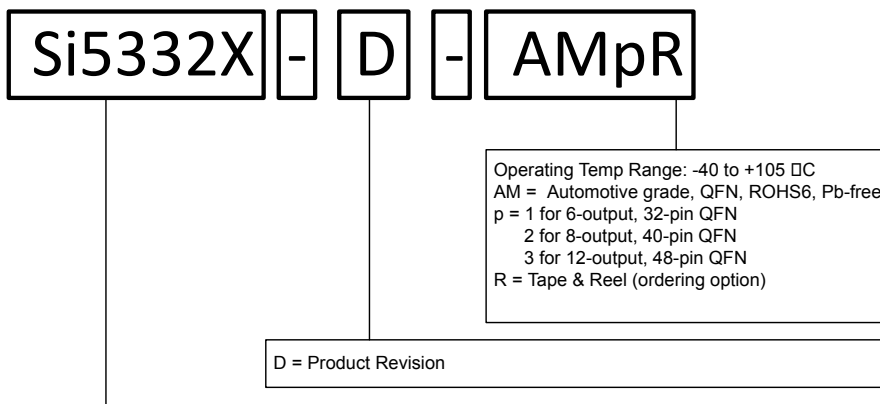 Si5332X - D - AMpR
Operating Temp Range: -40 to +105 □C
AM = Automotive grade, QFN, ROHS6, Pb-free
p = 1 for 6-output, 32-pin QFN
2 for 8-output, 40-pin QFN
3 for 12-output, 48-pin QFN
R = Tape & Reel (ordering option)
D = Product Revision